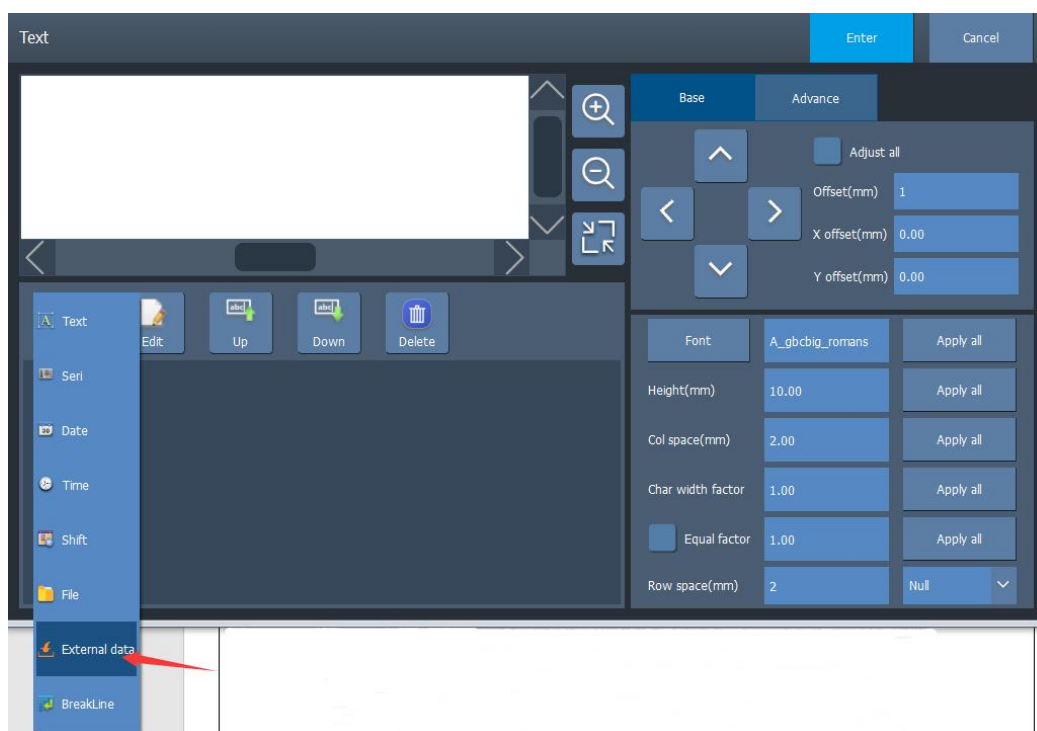 Text Enter Cancel
Base Advance
Adjust all
Offset(mm) 1
X offset(mm) 0.00
Y offset(mm) 0.00
Text
Seri
Date
Time
Shift
File
External data
BreakLine
Edit Up Down Delete
abc abc
Font A_gbcbig_romans Apply all
Height(mm) 10.00 Apply all
Col space(mm) 2.00 Apply all
Char width factor 1.00 Apply all
Equal factor 1.00 Apply all
Row space(mm) 2 Null